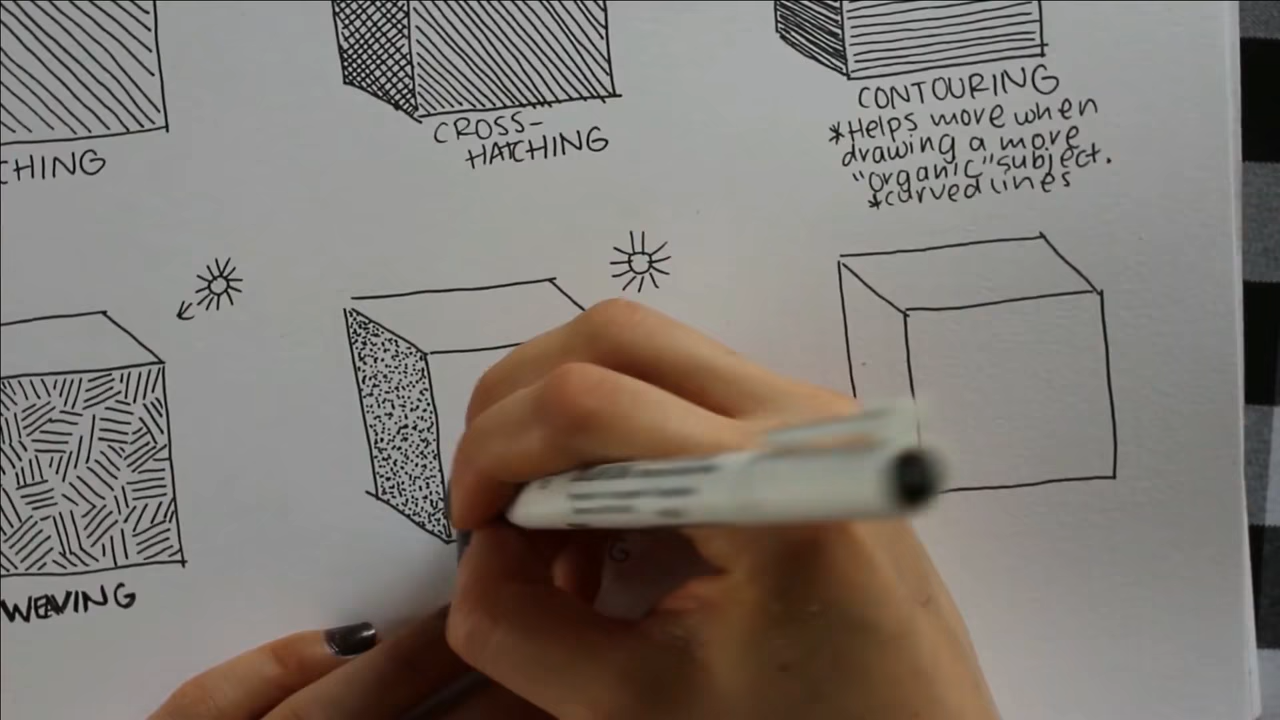 CHING
CROSS-
HATCHING
CONTOURING
*Helps more when
drawing a more
"organic" subject.
*curved lines
WEAVING
G